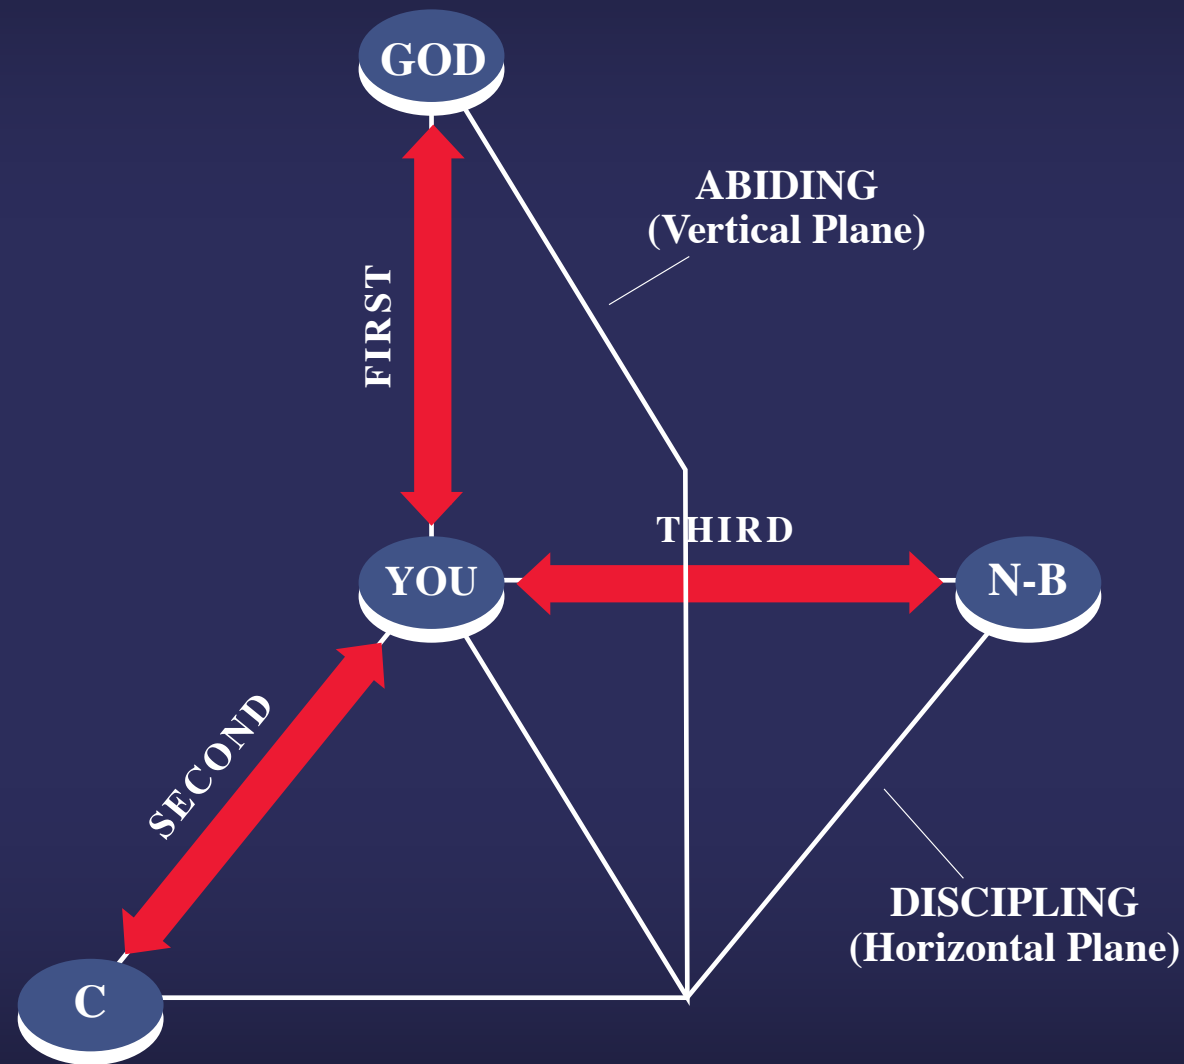 GOD
ABIDING
(Vertical Plane)
FIRST
THIRD
YOU
N-B
SECOND
DISCIPLING
(Horizontal Plane)
C